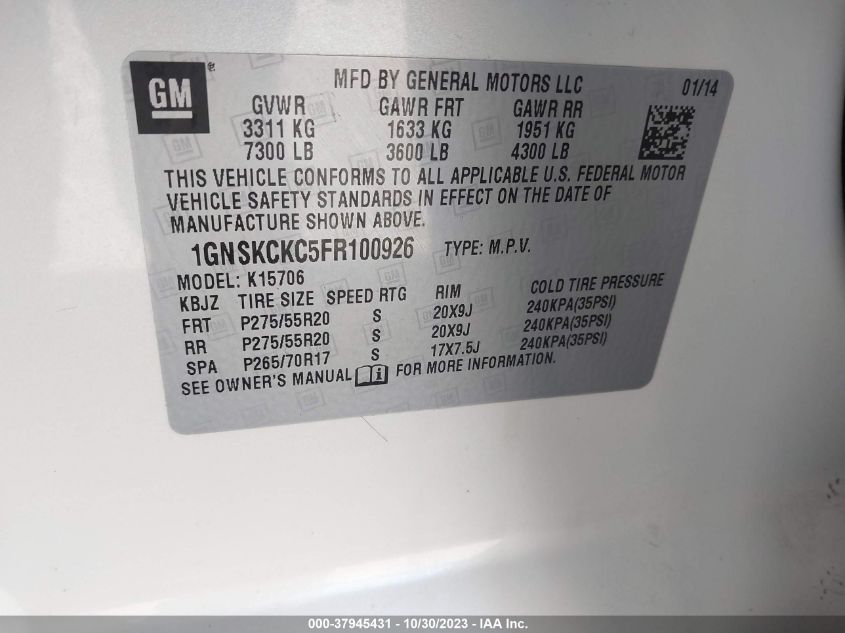 GM ®
MFD BY GENERAL MOTORS LLC 01/14
GVWR GAWR FRT GAWR RR
3311 KG 1633 KG 1951 KG
7300 LB 3600 LB 4300 LB
THIS VEHICLE CONFORMS TO ALL APPLICABLE U.S. FEDERAL MOTOR
VEHICLE SAFETY STANDARDS IN EFFECT ON THE DATE OF
MANUFACTURE SHOWN ABOVE.
1GNSKCKC5FR100926 TYPE: M.P.V.
MODEL: K15706
KBJZ TIRE SIZE SPEED RTG RIM COLD TIRE PRESSURE
FRT P275/55R20 S 20X9J 240KPA(35PSI)
RR P275/55R20 S 20X9J 240KPA(35PSI)
SPA P265/70R17 S 17X7.5J 240KPA(35PSI)
SEE OWNER'S MANUAL i FOR MORE INFORMATION.
000-37945431 - 10/30/2023 - IAA Inc.